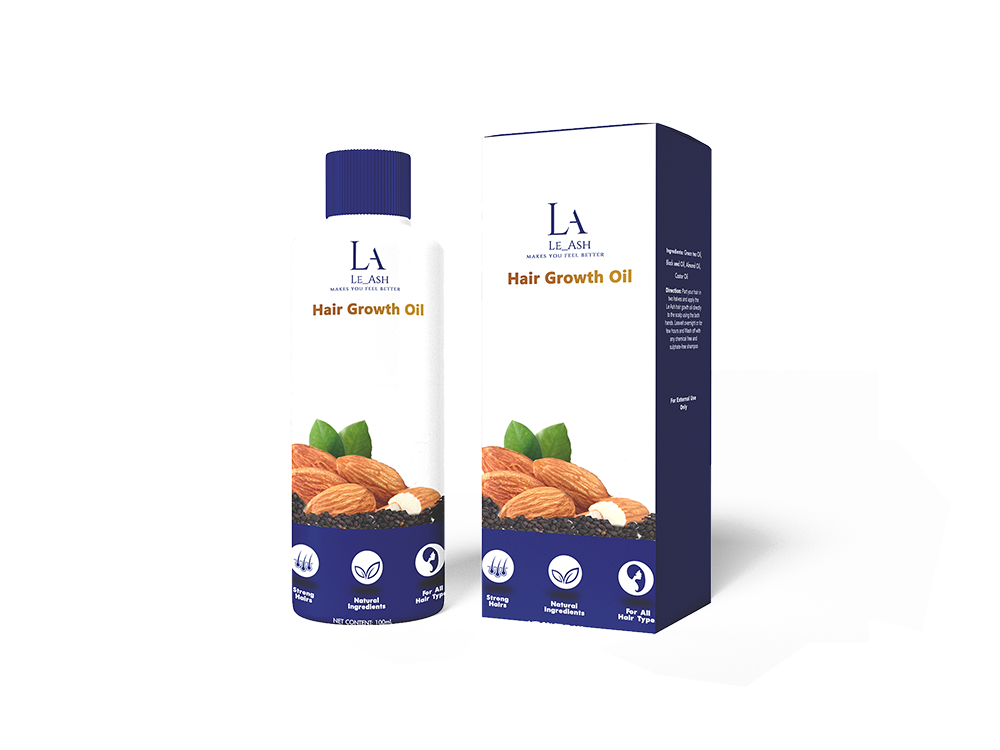 LA
LE_ASH
MAKES YOU FEEL BETTER
Hair Growth Oil
Strong
Hairs
Natural
Ingredients
For All
Hair Type
NET CONTENT: 100mL
LA
LE_ASH
MAKES YOU FEEL BETTER
Hair Growth Oil
Strong
Hairs
Natural
Ingredients
For All
Hair Type
Ingredients: Green tea Oil,
Black seed Oil, Almond Oil,
Castor Oil
Directions: Part your hair in
two halves and apply the
Le Ash hair gowth oil directly
to the scalp using the both
hands. Leaveit overnight or for
few hours and Wash off with
any chemical free and
sulphate-free shampoo
For External Use
Only